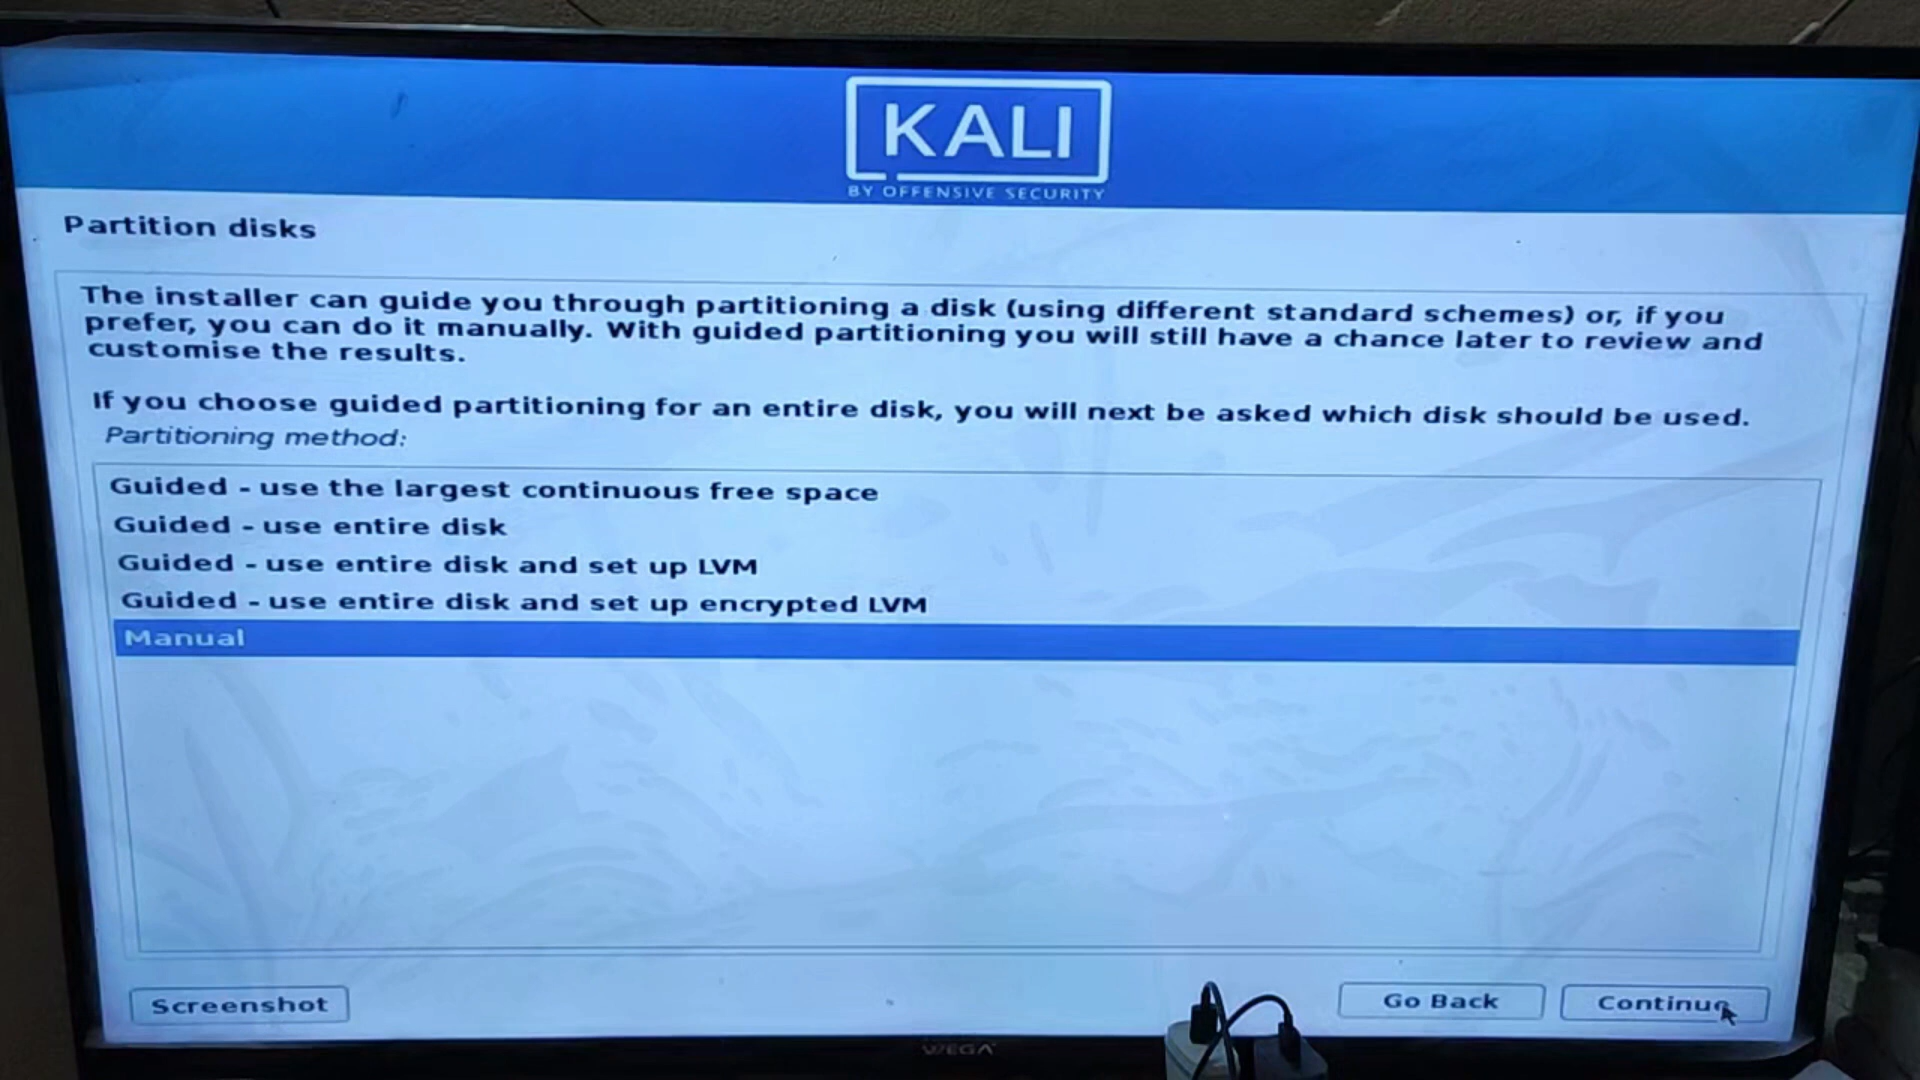 KALI
BY OFFENSIVE SECURITY
Partition disks
The installer can guide you through partitioning a disk (using different standard schemes) or, if you
prefer, you can do it manually. With guided partitioning you will still have a chance later to review and
customise the results.
If you choose guided partitioning for an entire disk, you will next be asked which disk should be used.
Partitioning method:
Guided - use the largest continuous free space
Guided - use entire disk
Guided - use entire disk and set up LVM
Guided - use entire disk and set up encrypted LVM
Manual
Screenshot
Go Back
Continue
WEGA